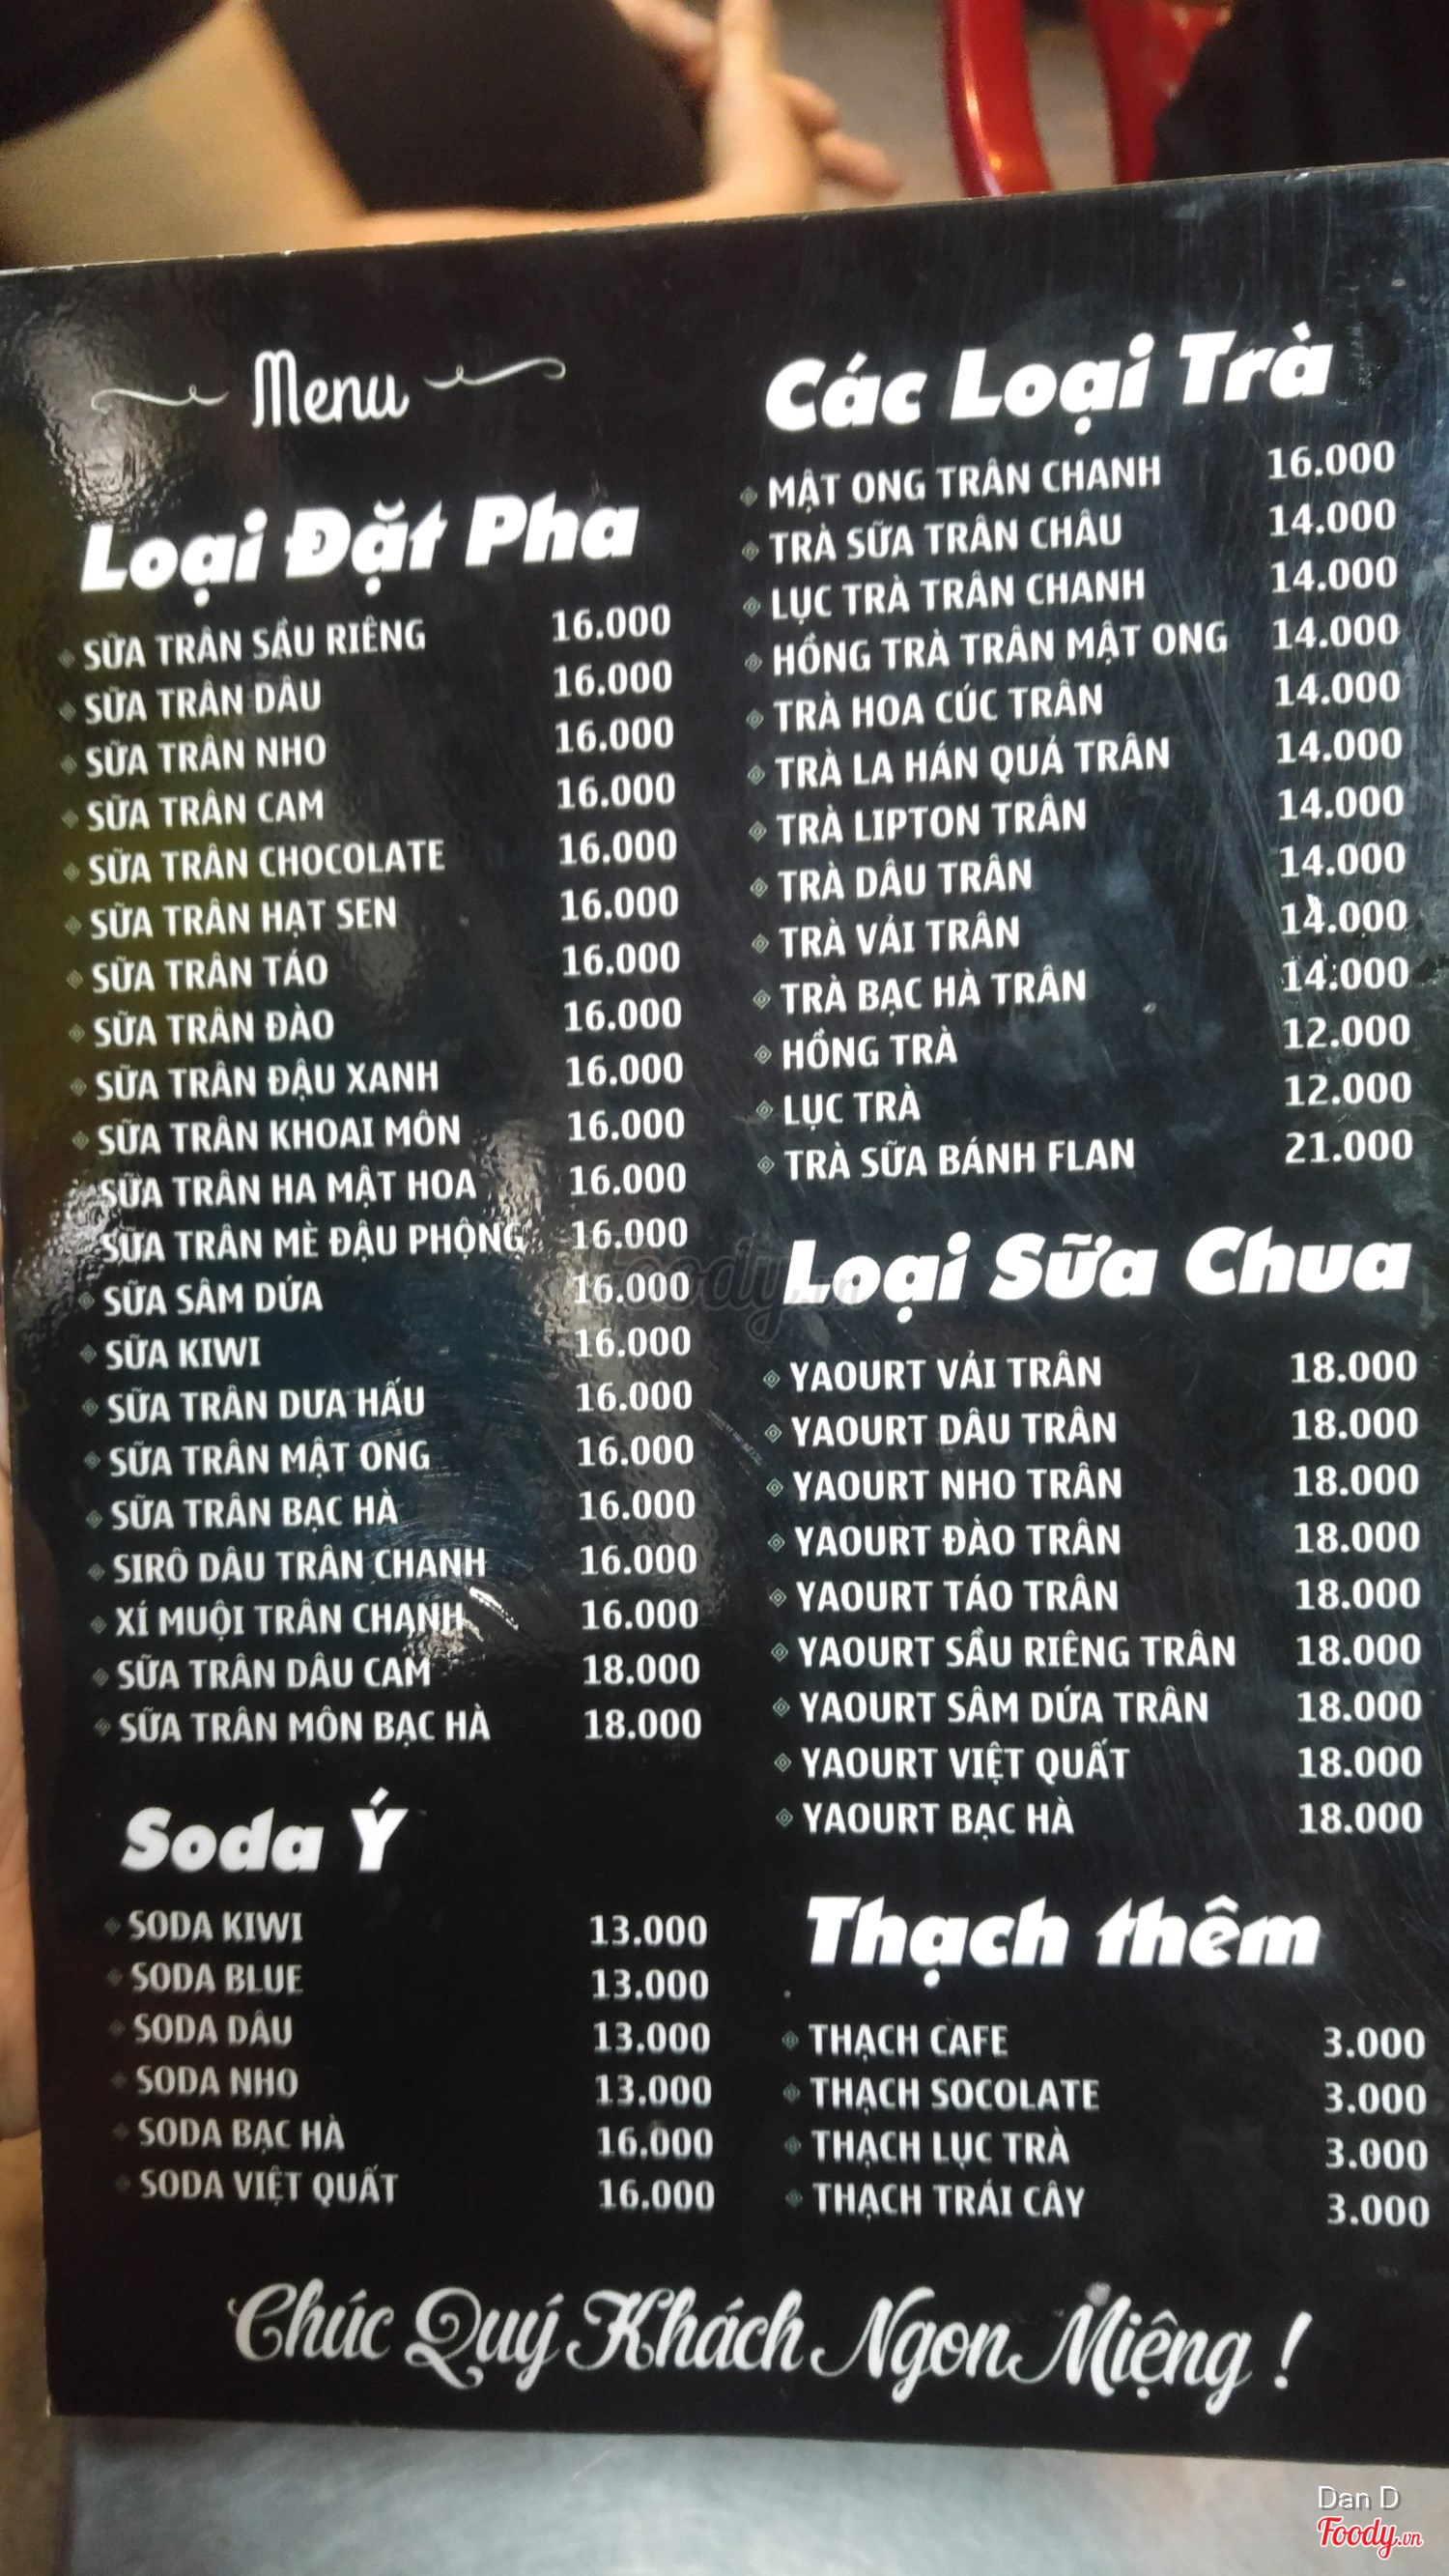 Menu
Loại Đặt Pha
SỮA TRÂN SẦU RIÊNG 16.000
SỮA TRÂN DÂU 16.000
SỮA TRÂN NHO 16.000
SỮA TRÂN CAM 16.000
SỮA TRÂN CHOCOLATE 16.000
SỮA TRÂN HẠT SEN 16.000
SỮA TRÂN TÁO 16.000
SỮA TRÂN ĐÀO 16.000
SỮA TRÂN ĐẬU XANH 16.000
SỮA TRÂN KHOAI MÔN 16.000
SỮA TRÂN HA MẬT HOA 16.000
SỮA TRÂN MÈ ĐẬU PHỘNG 16.000
SỮA SÂM DỨA 16.000
SỮA KIWI 16.000
SỮA TRÂN DƯA HẤU 16.000
SỮA TRÂN MẬT ONG 16.000
SỮA TRÂN BẠC HÀ 16.000
SIRÔ DÂU TRÂN CHANH 16.000
XÍ MUỘI TRÂN CHANH 16.000
SỮA TRÂN DÂU CAM 18.000
SỮA TRÂN MÔN BẠC HÀ 18.000
Soda Ý
SODA KIWI 13.000
SODA BLUE 13.000
SODA DÂU 13.000
SODA NHO 13.000
SODA BẠC HÀ 16.000
SODA VIỆT QUẤT 16.000
Các Loại Trà
MẬT ONG TRÂN CHANH 16.000
TRÀ SỮA TRÂN CHÂU 14.000
LỤC TRÀ TRÂN CHANH 14.000
HỒNG TRÀ TRÂN MẬT ONG 14.000
TRÀ HOA CÚC TRÂN 14.000
TRÀ LA HÁN QUẢ TRÂN 14.000
TRÀ LIPTON TRÂN 14.000
TRÀ DÂU TRÂN 14.000
TRÀ VẢI TRÂN 14.000
TRÀ BẠC HÀ TRÂN 14.000
HỒNG TRÀ 12.000
LỤC TRÀ 12.000
TRÀ SỮA BÁNH FLAN 21.000
Loại Sữa Chua
YAOURT VẢI TRÂN 18.000
YAOURT DÂU TRÂN 18.000
YAOURT NHO TRÂN 18.000
YAOURT ĐÀO TRÂN 18.000
YAOURT TÁO TRÂN 18.000
YAOURT SẦU RIÊNG TRÂN 18.000
YAOURT SÂM DỨA TRÂN 18.000
YAOURT VIỆT QUẤT 18.000
YAOURT BẠC HÀ 18.000
Thạch thêm
THẠCH CAFE 3.000
THẠCH SOCOLATE 3.000
THẠCH LỤC TRÀ 3.000
THẠCH TRÁI CÂY 3.000
Chúc Quý Khách Ngon Miệng !
foody.vn
Dan D
Foody.vn